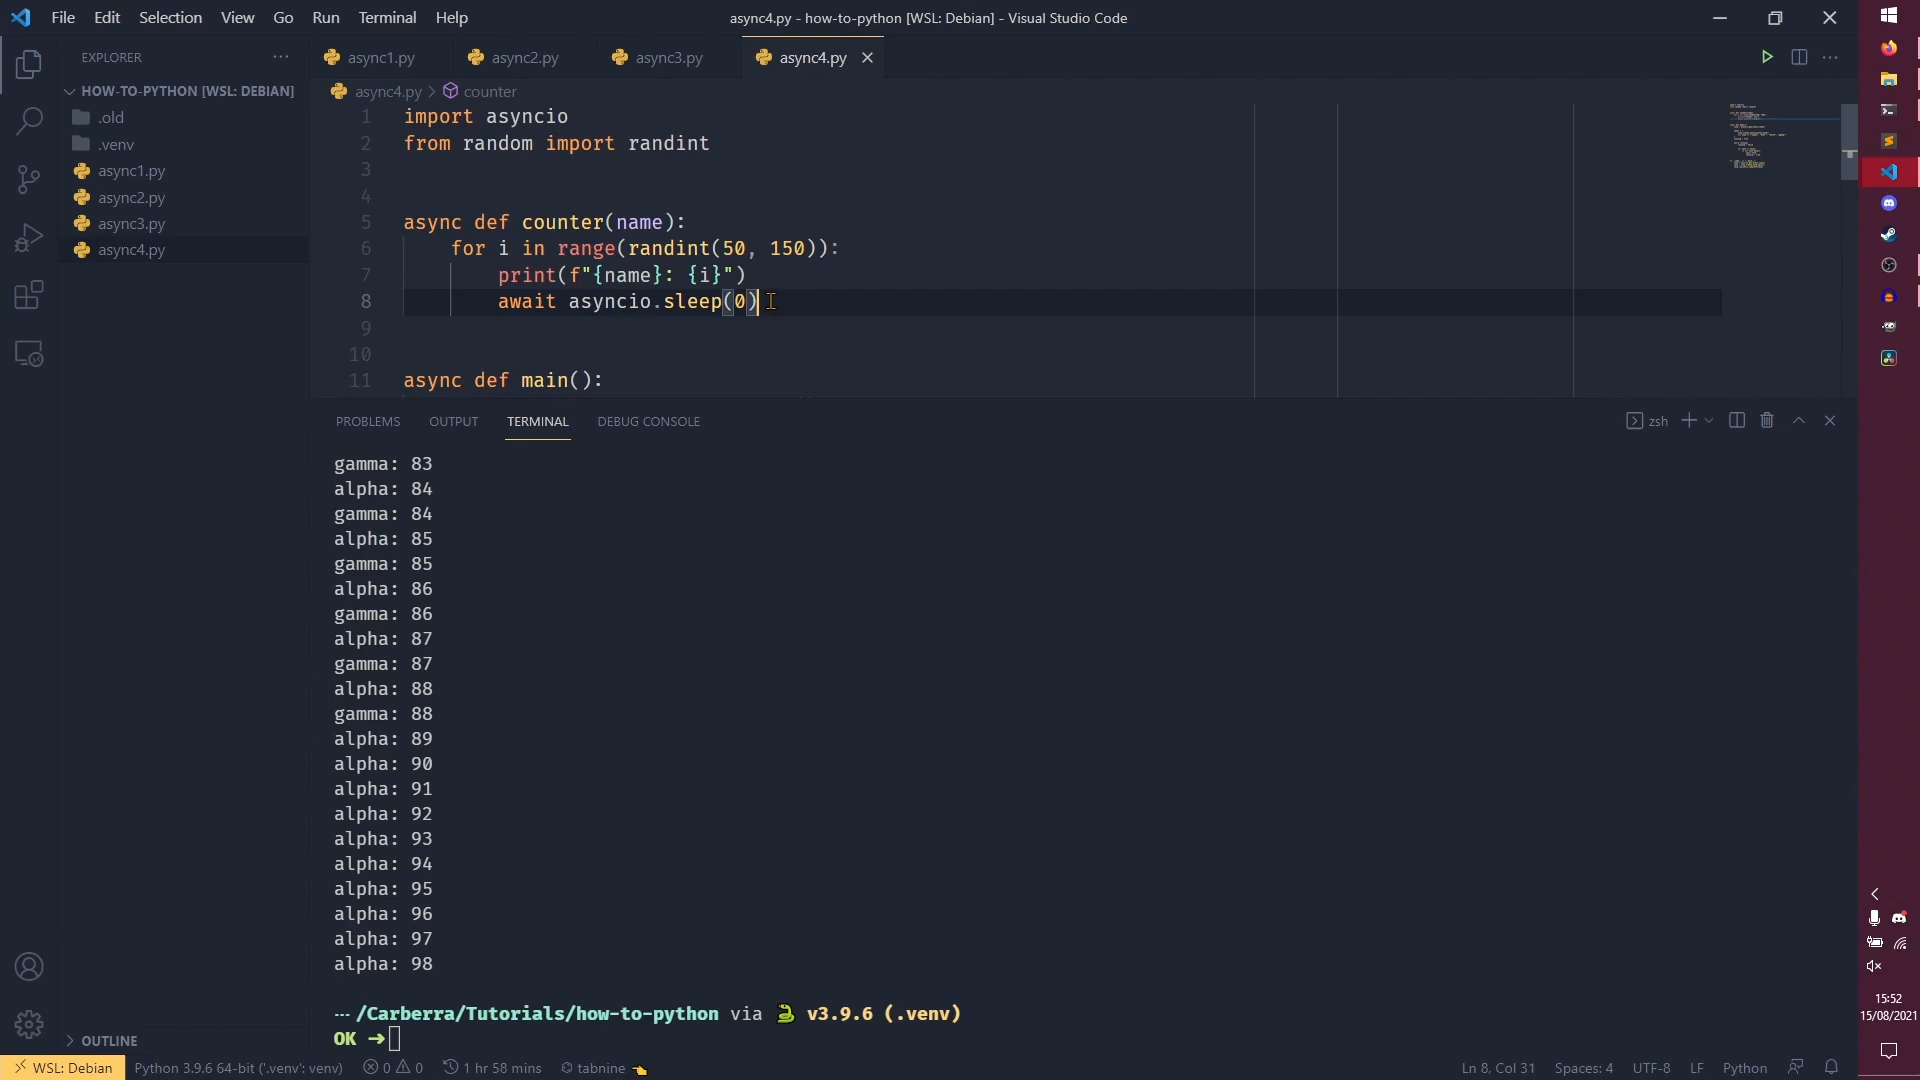 File Edit Selection View Go Run Terminal Help
async4.py - how-to-python [WSL: Debian] - Visual Studio Code
EXPLORER
async1.py async2.py async3.py async4.py
HOW-TO-PYTHON [WSL: DEBIAN]
.old
.venv
async1.py
async2.py
async3.py
async4.py
async4.py > counter
1 import asyncio
2 from random import randint
3
4
5 async def counter(name):
6 for i in range(randint(50, 150)):
7 print(f"{name}: {i}")
8 await asyncio.sleep(0)
9
10
11 async def main():
PROBLEMS OUTPUT TERMINAL DEBUG CONSOLE
zsh
gamma: 83
alpha: 84
gamma: 84
alpha: 85
gamma: 85
alpha: 86
gamma: 86
alpha: 87
gamma: 87
alpha: 88
gamma: 88
alpha: 89
alpha: 90
alpha: 91
alpha: 92
alpha: 93
alpha: 94
alpha: 95
alpha: 96
alpha: 97
alpha: 98
··· /Carberra/Tutorials/how-to-python via 🐍 v3.9.6 (.venv)
OK ➜
OUTLINE
WSL: Debian Python 3.9.6 64-bit ('.venv': venv) 0 0 1 hr 58 mins tabnine 👈
Ln 8, Col 31 Spaces: 4 UTF-8 LF Python
15:52
15/08/2021